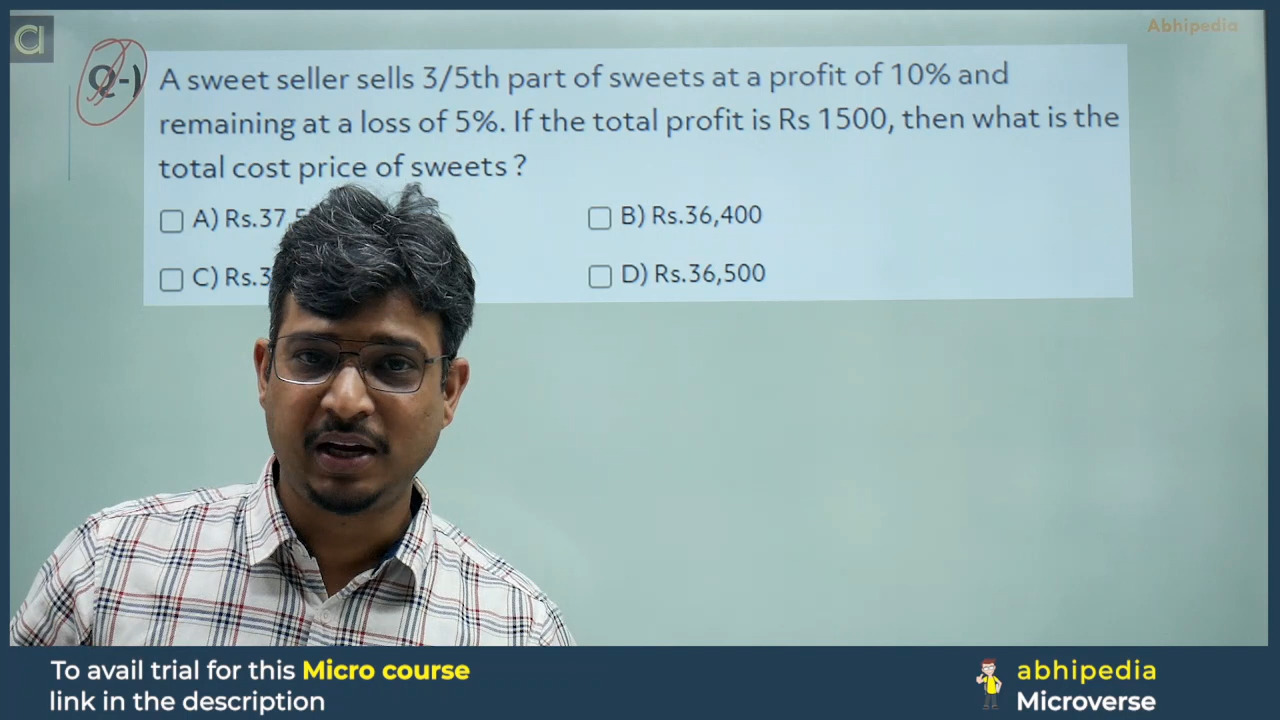 Abhipedia
Q-) A sweet seller sells 3/5th part of sweets at a profit of 10% and
remaining at a loss of 5%. If the total profit is Rs 1500, then what is the
total cost price of sweets ?
A) Rs.37,5
B) Rs.36,400
C) Rs.3
D) Rs.36,500
To avail trial for this Micro course
link in the description
abhipedia
Microverse